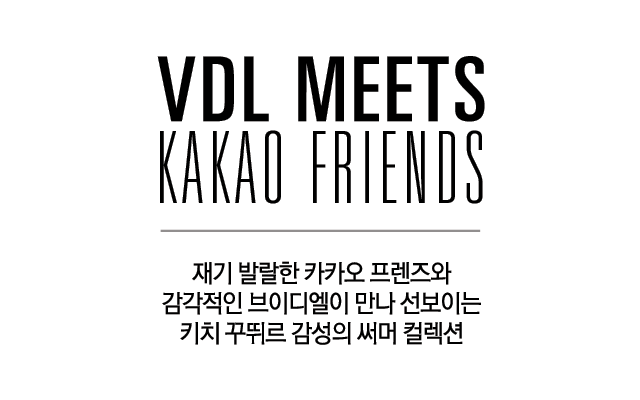 VDL MEETS
KAKAO FRIENDS
재기 발랄한 카카오 프렌즈와
감각적인 브이디엘이 만나 선보이는
키치 꾸뛰르 감성의 써머 컬렉션